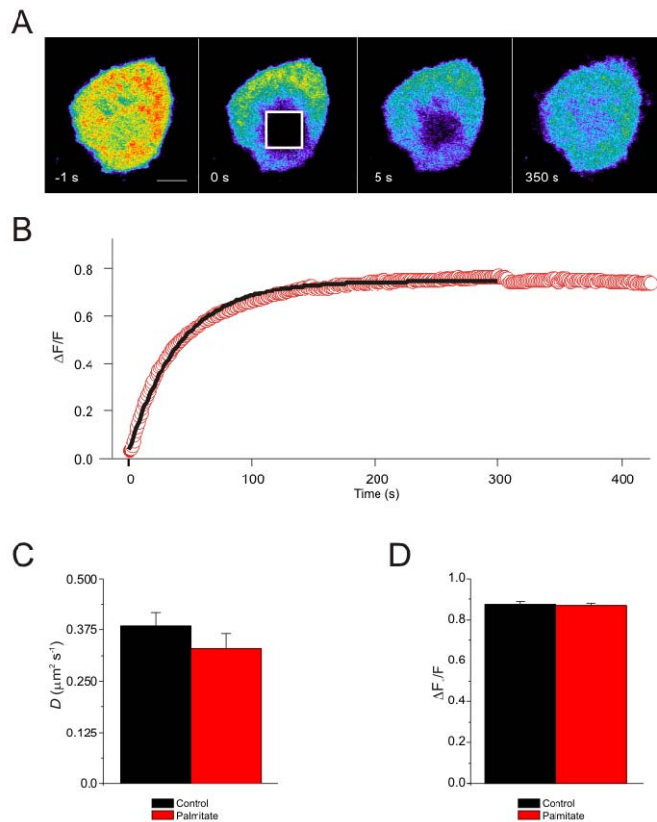 A
-1 s
0 s
5 s
350 s
B
ΔF/F
0.8
0.6
0.4
0.2
0.0
0
100
200
300
400
Time (s)
C
D (μm² s⁻¹)
0.500
0.375
0.250
0.125
0.0
Control
Palmitate
D
ΔF∞/F
1.0
0.8
0.6
0.4
0.2
0.0
Control
Palmitate